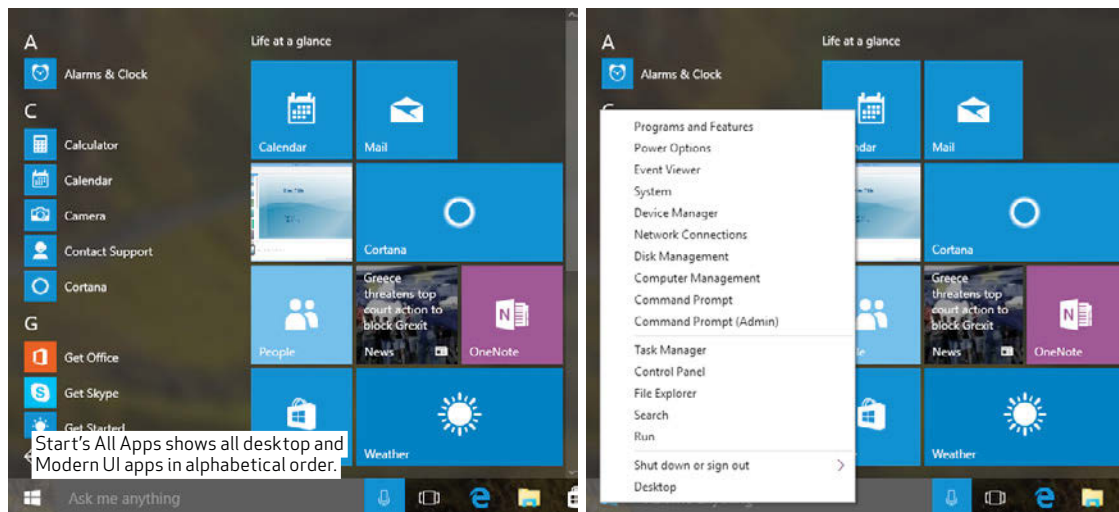 A
Alarms & Clock
C
Calculator
Calendar
Camera
Contact Support
Cortana
G
Get Office
Get Skype
Get Started
Start's All Apps shows all desktop and
Modern UI apps in alphabetical order.
Life at a glance
Calendar
Mail
Cortana
People
Greece
threatens top
court action to
block Grexit
News
N
OneNote
Weather
Ask me anything
A
Alarms & Clock
Programs and Features
Power Options
Event Viewer
System
Device Manager
Network Connections
Disk Management
Computer Management
Command Prompt
Command Prompt (Admin)
Task Manager
Control Panel
File Explorer
Search
Run
Shut down or sign out
Desktop
Life at a glance
dar
Mail
Cortana
le
Greece
threatens top
court action to
block Grexit
News
N
OneNote
Weather